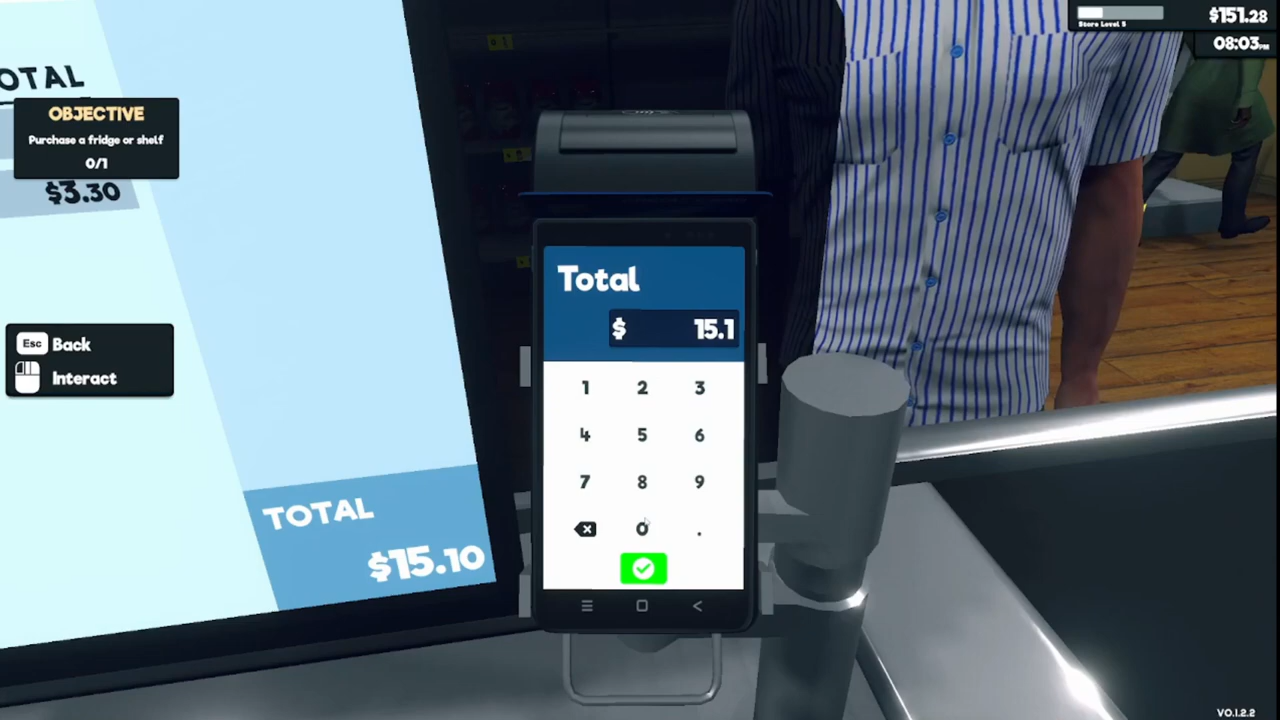 OTAL
OBJECTIVE
Purchase a fridge or shelf
0/1
$3.30
Esc Back
Interact
TOTAL
$15.10
Total
$ 15.1
1 2 3
4 5 6
7 8 9
0 .
Store Level 5
$151.28
08:03PM
V0.1.2.2